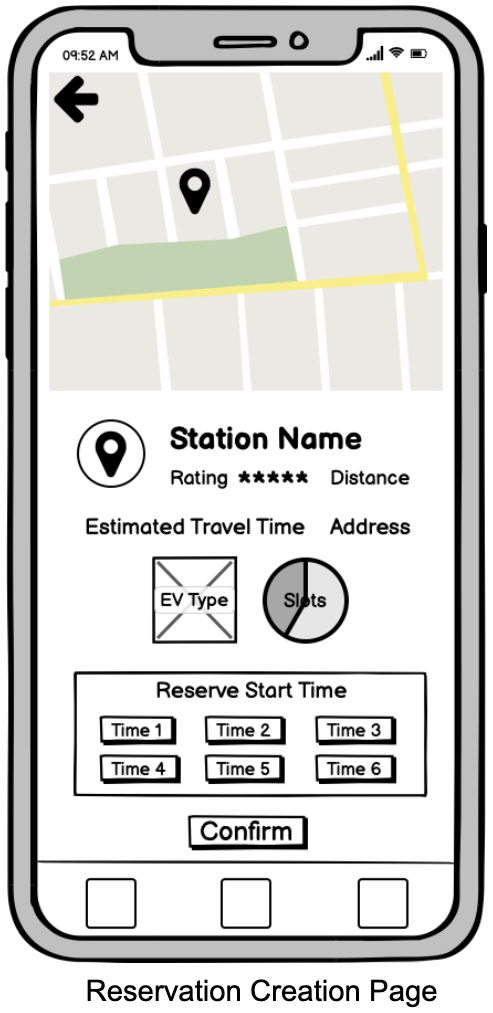 09:52 AM
Station Name
Rating ***** Distance
Estimated Travel Time Address
EV Type Slots
Reserve Start Time
Time 1 Time 2 Time 3
Time 4 Time 5 Time 6
Confirm
Reservation Creation Page